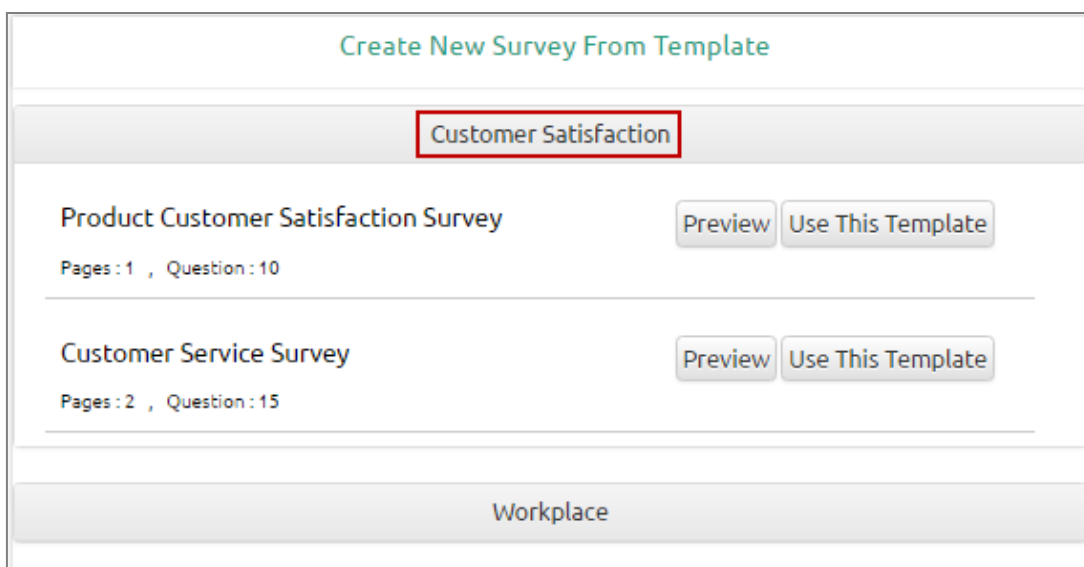 Create New Survey From Template
Customer Satisfaction
Product Customer Satisfaction Survey
Preview Use This Template
Pages : 1 , Question : 10
Customer Service Survey
Preview Use This Template
Pages : 2 , Question : 15
Workplace